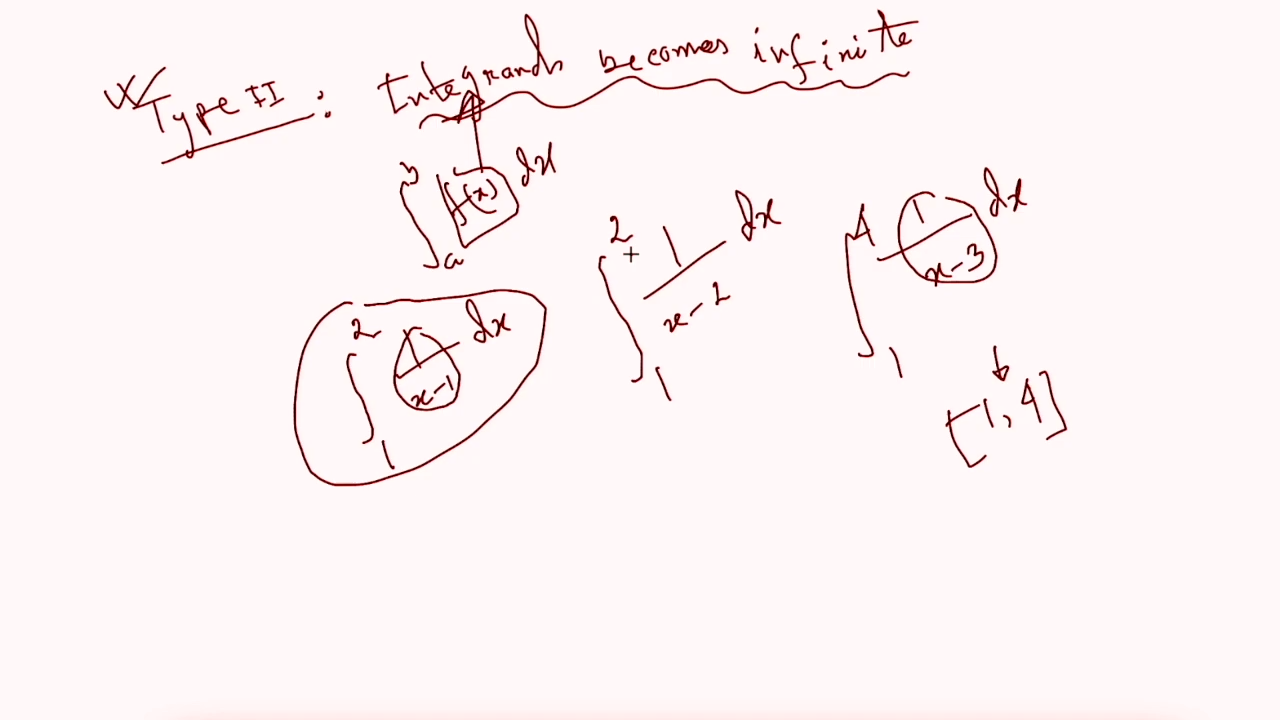 Type II : Integrands becomes infinite
∫_a^b f(x) dx
∫_1^2 1/(x-1) dx ∫_1^2 1/(x-2) dx ∫_1^4 1/(x-3) dx
[1, 4]